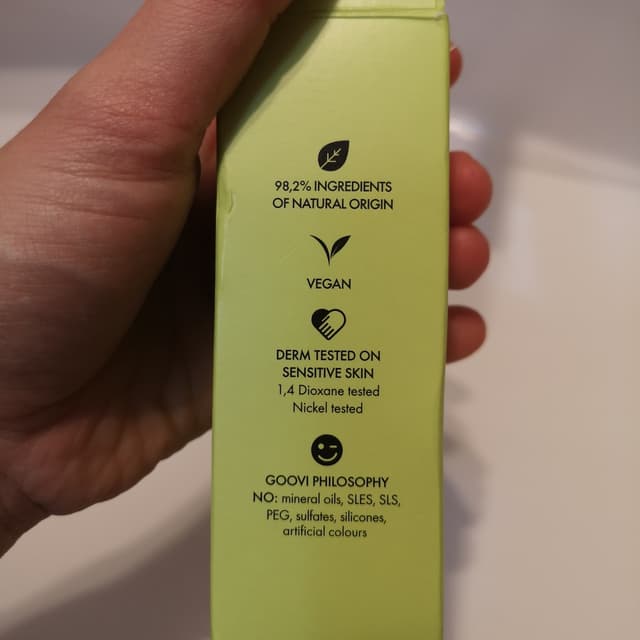 98,2% INGREDIENTS
OF NATURAL ORIGIN
VEGAN
DERM TESTED ON
SENSITIVE SKIN
1,4 Dioxane tested
Nickel tested
GOOVI PHILOSOPHY
NO: mineral oils, SLES, SLS,
PEG, sulfates, silicones,
artificial colours